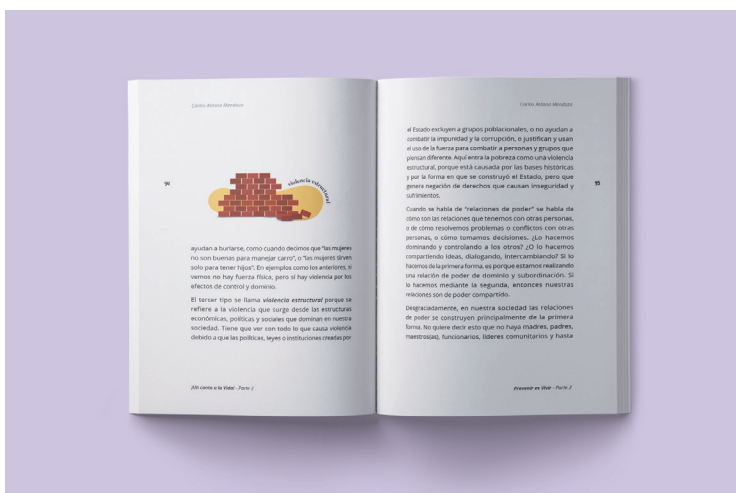 Carlos Aldana Mendoza
94
violencia estructural
ayudan a burlarse, como cuando decimos que "las mujeres
no son buenas para manejar carro", o "las mujeres sirven
solo para tener hijos". En ejemplos como los anteriores, si
vemos no hay fuerza física, pero sí hay violencia por los
efectos de control y dominio.
El tercer tipo se llama violencia estructural porque se
refiere a la violencia que surge desde las estructuras
económicas, políticas y sociales que dominan en nuestra
sociedad. Tiene que ver con todo lo que causa violencia
debido a que las políticas, leyes o instituciones creadas por
¡Un canto a la Vida! - Parte 2
Carlos Aldana Mendoza
al Estado excluyen a grupos poblacionales, o no ayudan a
combatir la impunidad y la corrupción, o justifican y usan
el uso de la fuerza para combatir a personas y grupos que
piensan diferente. Aquí entra la pobreza como una violencia
estructural, porque está causada por las bases históricas
y por la forma en que se construyó el Estado, pero que
genera negación de derechos que causan inseguridad y
sufrimientos.
95
Cuando se habla de "relaciones de poder" se habla de
cómo son las relaciones que tenemos con otras personas,
o de cómo resolvemos problemas o conflictos con otras
personas, o cómo tomamos decisiones. ¿Lo hacemos
dominando y controlando a los otros? ¿O lo hacemos
compartiendo ideas, dialogando, intercambiando? Si lo
hacemos de la primera forma, es porque estamos realizando
una relación de poder de dominio y subordinación. Si
lo hacemos mediante la segunda, entonces nuestras
relaciones son de poder compartido.
Desgraciadamente, en nuestra sociedad las relaciones
de poder se construyen principalmente de la primera
forma. No quiere decir esto que no haya madres, padres,
maestros(as), funcionarios, líderes comunitarios y hasta
Prevenir es Vivir - Parte 2